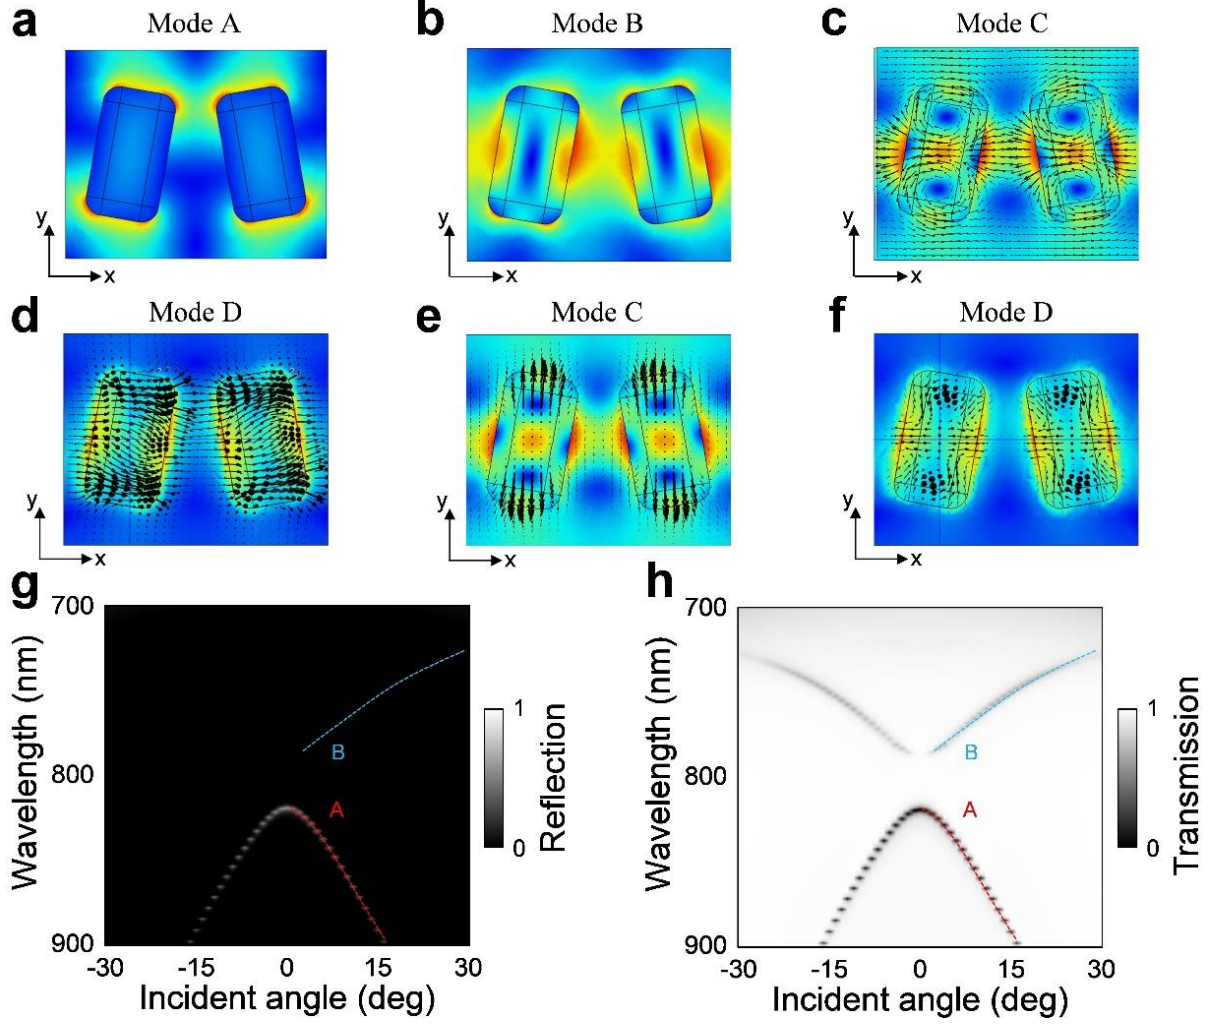 a Mode A
b Mode B
c Mode C
y
x
y
x
y
x
d Mode D
e Mode C
f Mode D
y
x
y
x
y
x
g
700
800
900
Wavelength (nm)
B
A
-30 -15 0 15 30
Incident angle (deg)
1
0
Reflection
h
700
800
900
Wavelength (nm)
B
A
-30 -15 0 15 30
Incident angle (deg)
1
0
Transmission